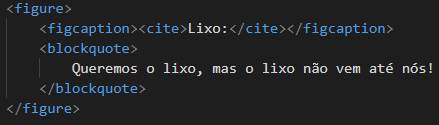 <figure>
<figcaption><cite>Lixo:</cite></figcaption>
<blockquote>
Queremos o lixo, mas o lixo não vem até nós!
</blockquote>
</figure>